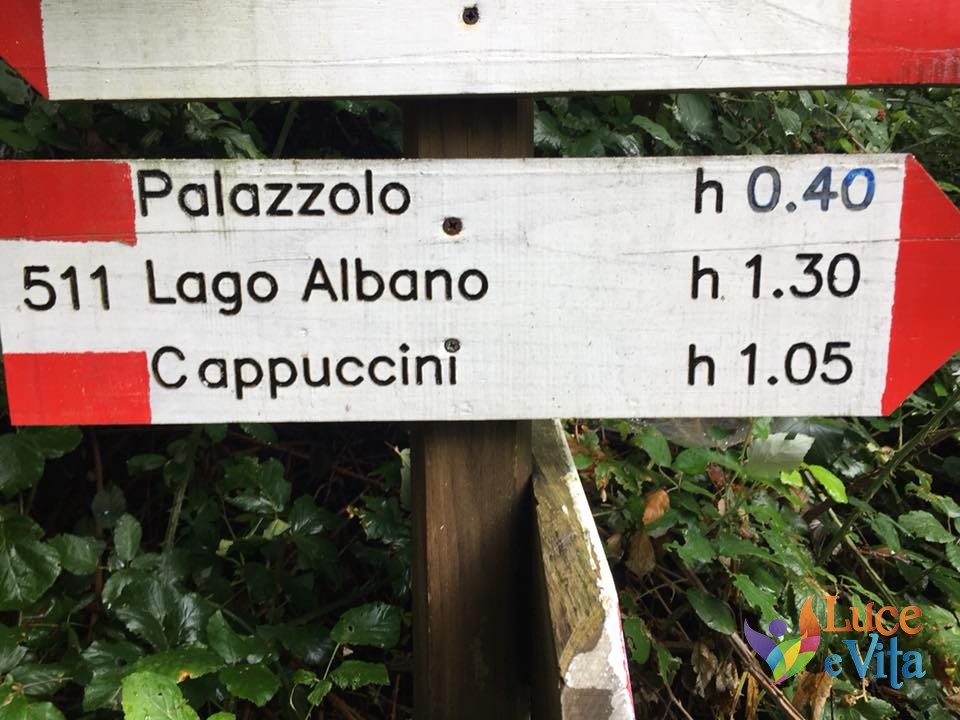 Palazzolo h 0.40
511 Lago Albano h 1.30
Cappuccini h 1.05
Luce
e Vita